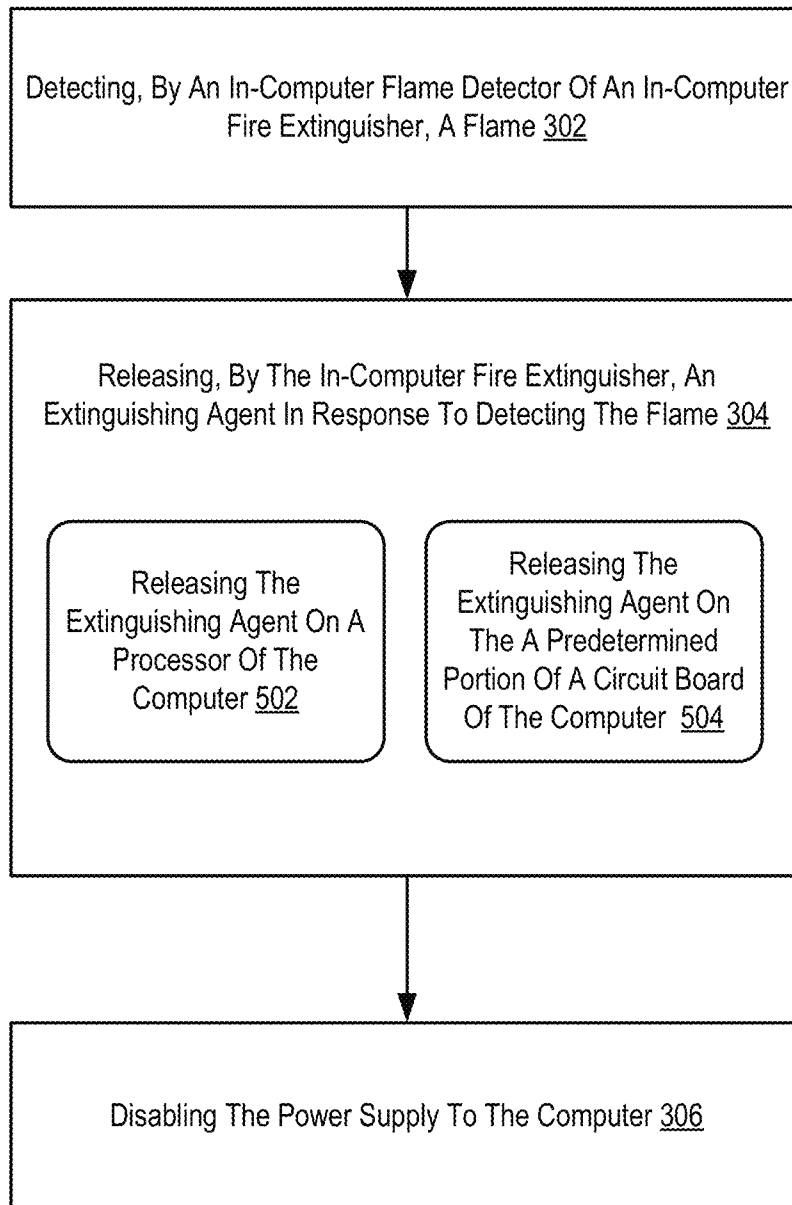 Detecting, By An In-Computer Flame Detector Of An In-Computer
Fire Extinguisher, A Flame 302
Releasing, By The In-Computer Fire Extinguisher, An
Extinguishing Agent In Response To Detecting The Flame 304
Releasing The
Extinguishing Agent On A
Processor Of The
Computer 502
Releasing The
Extinguishing Agent On
The A Predetermined
Portion Of A Circuit Board
Of The Computer 504
Disabling The Power Supply To The Computer 306